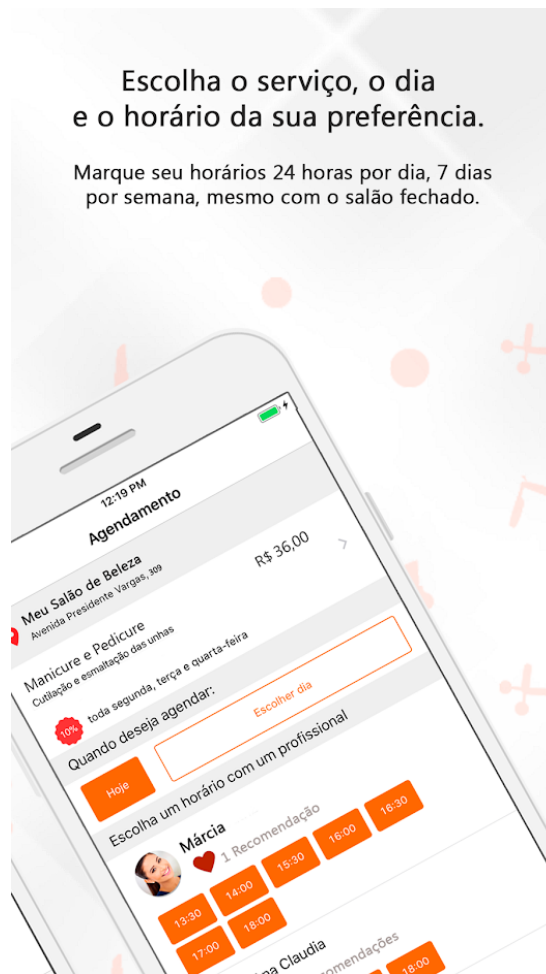 Escolha o serviço, o dia
e o horário da sua preferência.
Marque seu horários 24 horas por dia, 7 dias
por semana, mesmo com o salão fechado.
12:19 PM
Agendamento
Meu Salão de Beleza
Avenida Presidente Vargas, 309
R$ 36,00
Manicure e Pedicure
Cutilação e esmaltação das unhas
10%
toda segunda, terça e quarta-feira
Quando deseja agendar:
Hoje
Escolher dia
Escolha um horário com um profissional
Márcia
1 Recomendação
13:30 14:00 15:30 16:00 16:30
17:00 18:00
Claudia
18:00